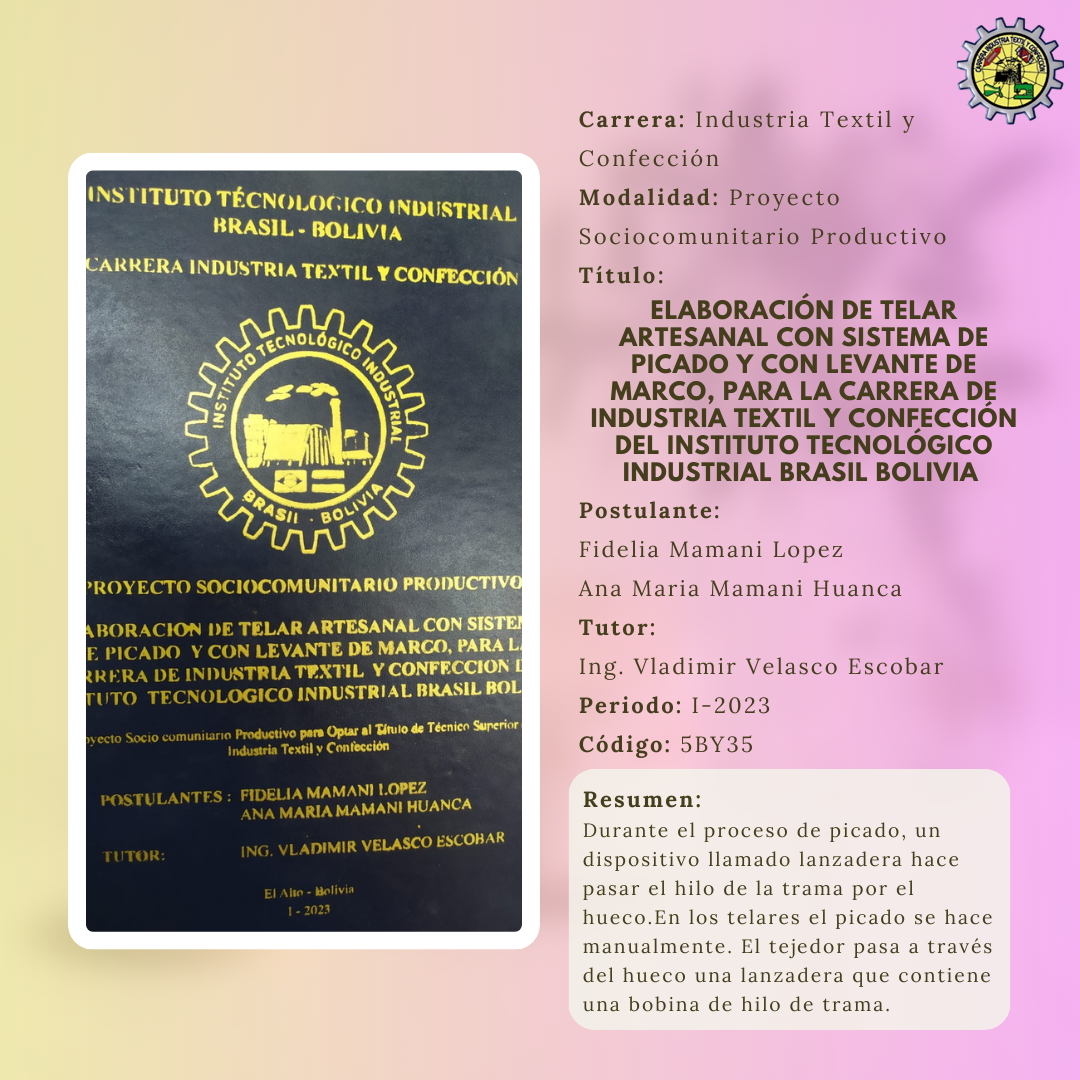 INSTITUTO TÉCNOLOGICO INDUSTRIAL
BRASIL - BOLIVIA
CARRERA INDUSTRIA TEXTIL Y CONFECCIÓN
INSTITUTO TECNOLÓGICO INDUSTRIAL
BRASIL · BOLIVIA
PROYECTO SOCIOCOMUNITARIO PRODUCTIVO
ABORACION DE TELAR ARTESANAL CON SISTEM
E PICADO Y CON LEVANTE DE MARCO, PARA LA
RRERA DE INDUSTRIA TEXTIL Y CONFECCION D
TUTO TECNOLOGICO INDUSTRIAL BRASIL BOL
oyecto Socio comunitario Productivo para Optar al Título de Técnico Superior
Industria Textil y Confección
POSTULANTES : FIDELIA MAMANI LOPEZ
ANA MARIA MAMANI HUANCA
TUTOR: ING. VLADIMIR VELASCO ESCOBAR
El Alto - Bolivia
I - 2023
CARRERA INDUSTRIA TEXTIL Y CONFECCIÓN
Carrera: Industria Textil y
Confección
Modalidad: Proyecto
Sociocomunitario Productivo
Título:
ELABORACIÓN DE TELAR
ARTESANAL CON SISTEMA DE
PICADO Y CON LEVANTE DE
MARCO, PARA LA CARRERA DE
INDUSTRIA TEXTIL Y CONFECCIÓN
DEL INSTITUTO TECNOLÓGICO
INDUSTRIAL BRASIL BOLIVIA
Postulante:
Fidelia Mamani Lopez
Ana Maria Mamani Huanca
Tutor:
Ing. Vladimir Velasco Escobar
Periodo: I-2023
Código: 5BY35
Resumen:
Durante el proceso de picado, un
dispositivo llamado lanzadera hace
pasar el hilo de la trama por el
hueco.En los telares el picado se hace
manualmente. El tejedor pasa a través
del hueco una lanzadera que contiene
una bobina de hilo de trama.